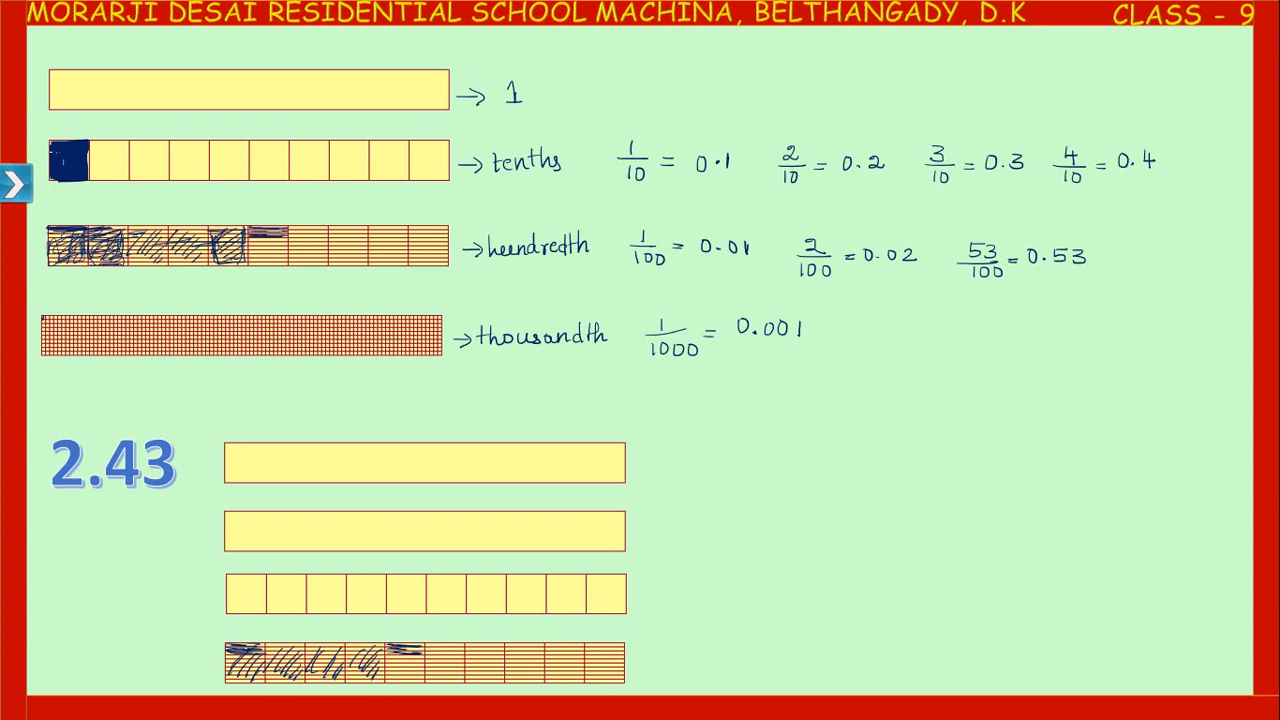 MORARJI DESAI RESIDENTIAL SCHOOL MACHINA, BELTHANGADY, D.K CLASS - 9
→ 1
→ tenths 1/10 = 0.1 2/10 = 0.2 3/10 = 0.3 4/10 = 0.4
→ heendredth 1/100 = 0.01 2/100 = 0.02 53/100 = 0.53
→ thousandth 1/1000 = 0.001
2.43